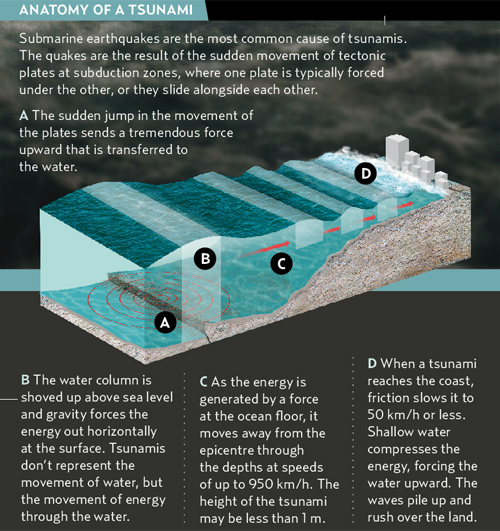 ANATOMY OF A TSUNAMI
Submarine earthquakes are the most common cause of tsunamis.
The quakes are the result of the sudden movement of tectonic
plates at subduction zones, where one plate is typically forced
under the other, or they slide alongside each other.
A The sudden jump in the movement of
the plates sends a tremendous force
upward that is transferred to
the water.
D
B
C
A
B The water column is
shoved up above sea level
and gravity forces the
energy out horizontally
at the surface. Tsunamis
don't represent the
movement of water, but
the movement of energy
through the water.
C As the energy is
generated by a force
at the ocean floor, it
moves away from the
epicentre through
the depths at speeds
of up to 950 km/h. The
height of the tsunami
may be less than 1 m.
D When a tsunami
reaches the coast,
friction slows it to
50 km/h or less.
Shallow water
compresses the
energy, forcing the
water upward. The
waves pile up and
rush over the land.